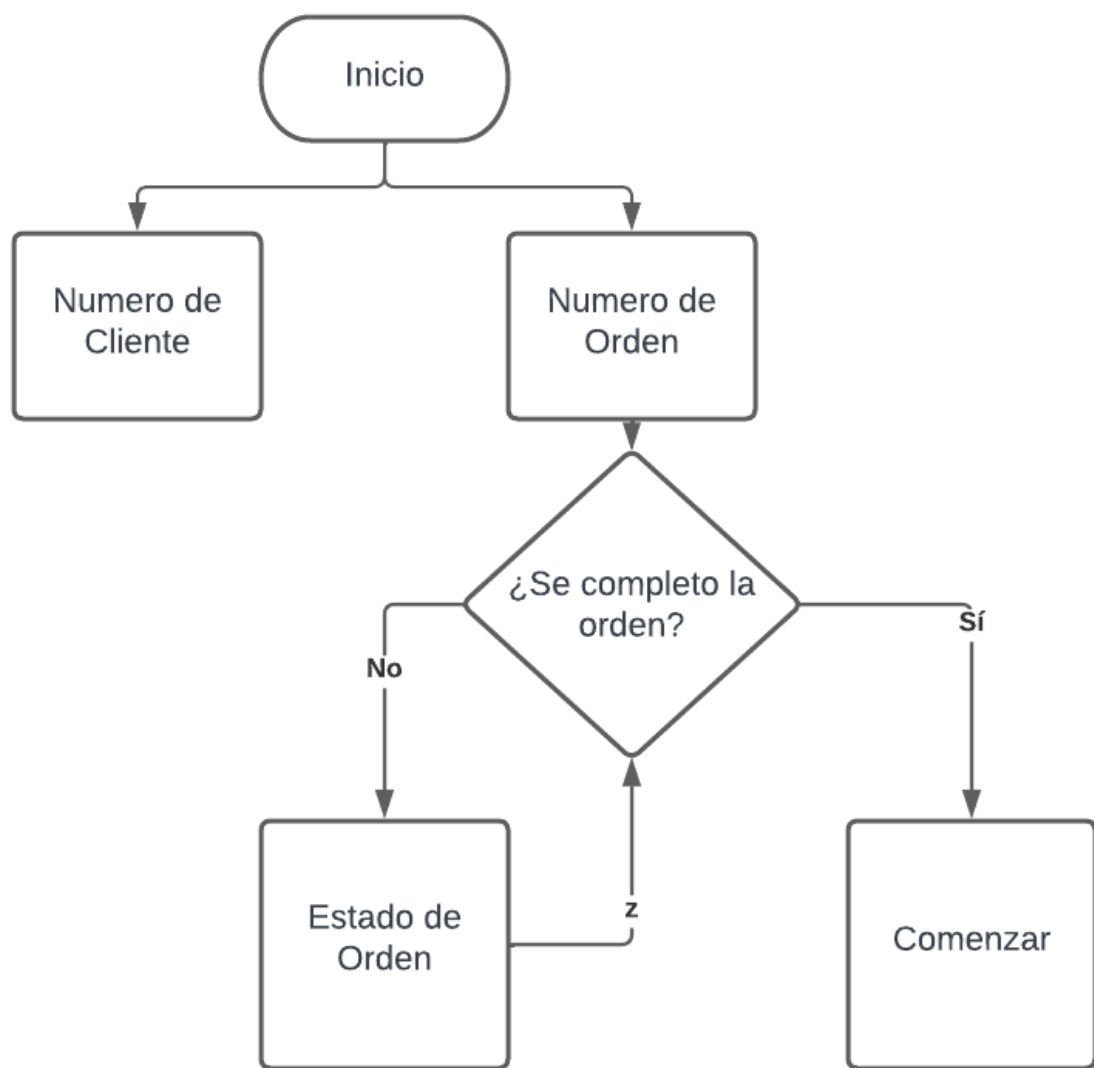 Inicio
Numero de
Cliente
Numero de
Orden
¿Se completo la
orden?
No
Sí
Estado de
Orden
z
Comenzar